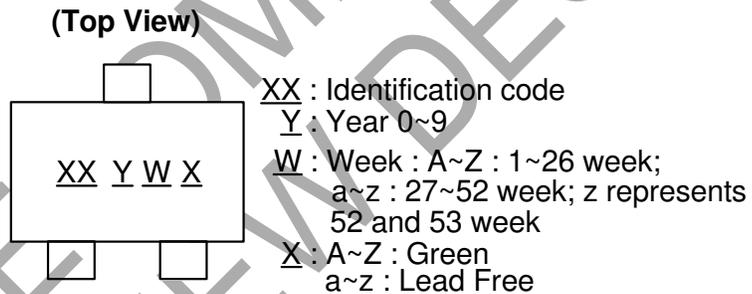 (Top View)
XX Y W X
XX : Identification code
Y : Year 0~9
W : Week : A~Z : 1~26 week;
a~z : 27~52 week; z represents
52 and 53 week
X : A~Z : Green
a~z : Lead Free